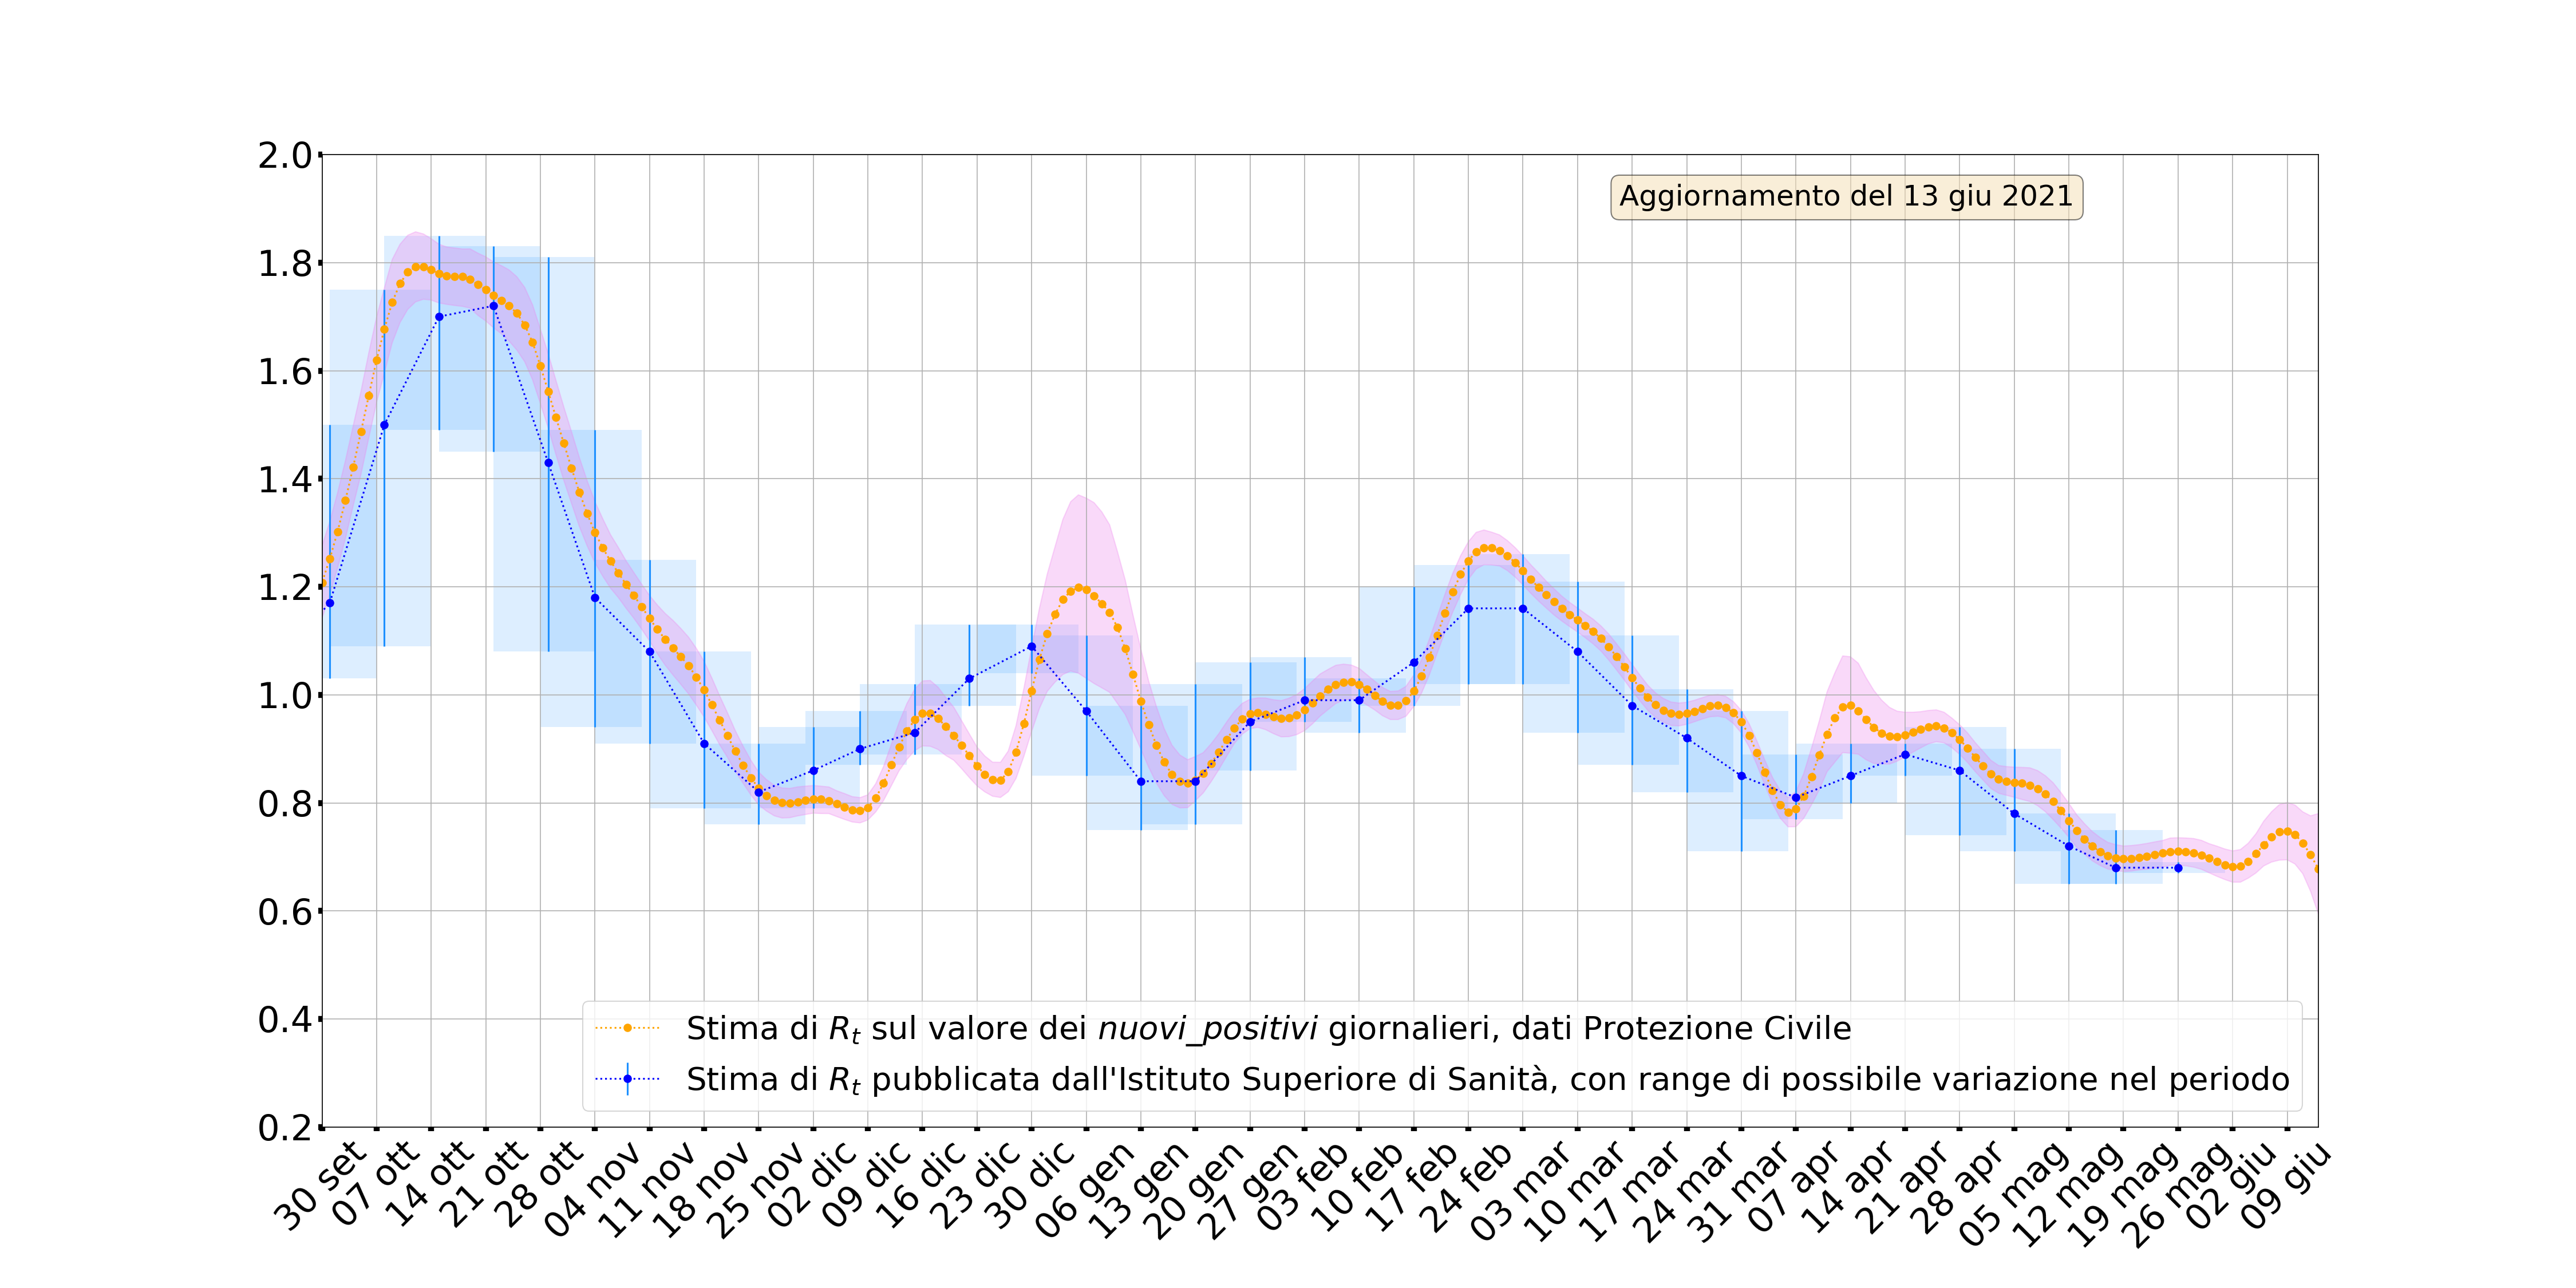 Aggiornamento del 13 giu 2021
2.0
1.8
1.6
1.4
1.2
1.0
0.8
0.6
0.4
0.2
Stima di Rt sul valore dei nuovi_positivi giornalieri, dati Protezione Civile
Stima di Rt pubblicata dall'Istituto Superiore di Sanità, con range di possibile variazione nel periodo
30 set
07 ott
14 ott
21 ott
28 ott
04 nov
11 nov
18 nov
25 nov
02 dic
09 dic
16 dic
23 dic
30 dic
06 gen
13 gen
20 gen
27 gen
03 feb
10 feb
17 feb
24 feb
03 mar
10 mar
17 mar
24 mar
31 mar
07 apr
14 apr
21 apr
28 apr
05 mag
12 mag
19 mag
26 mag
02 giu
09 giu